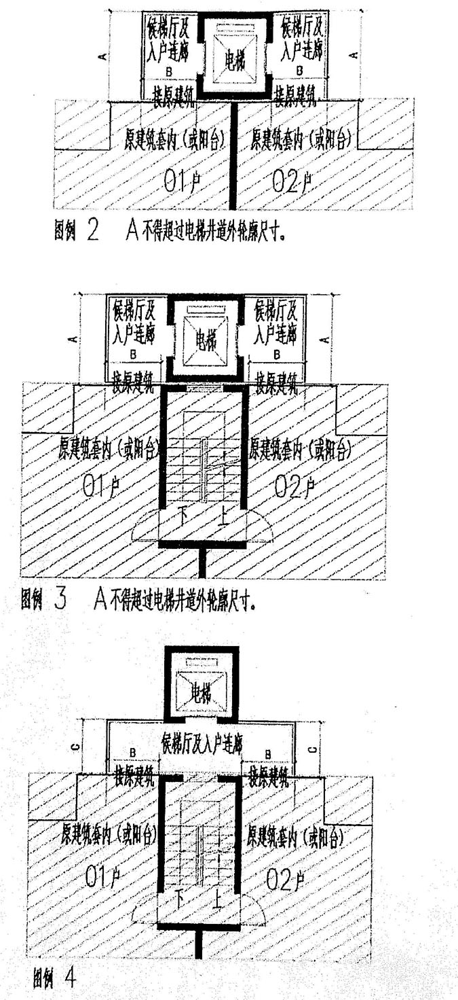 候梯厅及
入户连廊
电梯
候梯厅及
入户连廊
A
B
B
A
接原建筑
接原建筑
原建筑套内（或阳台）
原建筑套内（或阳台）
01户
02户
图例 2 A不得超过电梯井道外轮廓尺寸。
候梯厅及
入户连廊
电梯
候梯厅及
入户连廊
A
B
B
A
接原建筑
接原建筑
原建筑套内（或阳台）
原建筑套内（或阳台）
01户
02户
下 上
图例 3 A不得超过电梯井道外轮廓尺寸。
电梯
候梯厅及入户连廊
C
B
B
C
接原建筑
接原建筑
原建筑套内（或阳台）
原建筑套内（或阳台）
01户
02户
下 上
图例 4